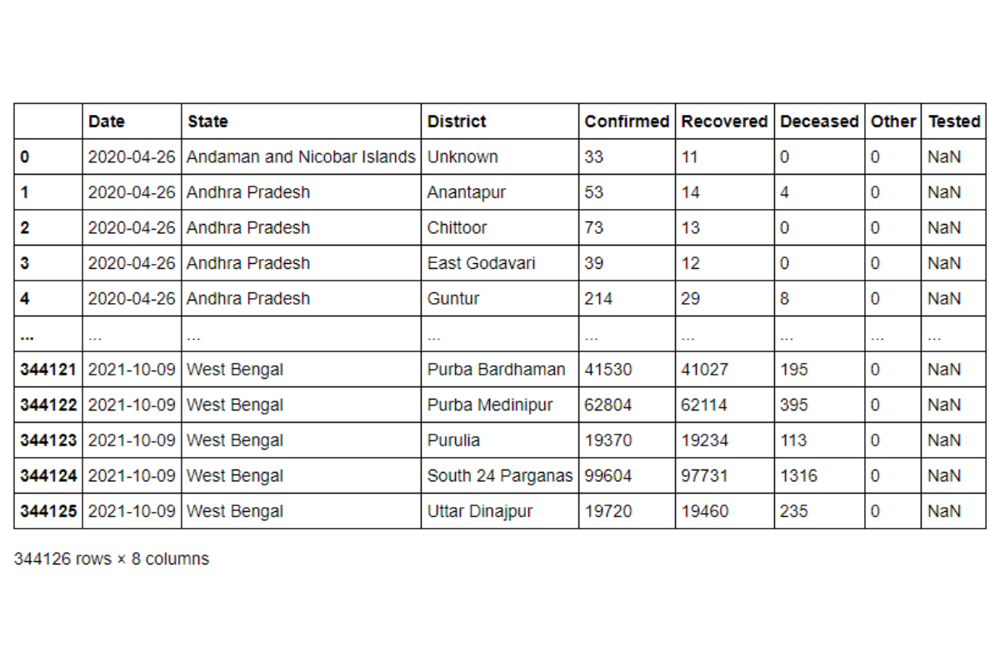 Date State District Confirmed Recovered Deceased Other Tested
0 2020-04-26 Andaman and Nicobar Islands Unknown 33 11 0 0 NaN
1 2020-04-26 Andhra Pradesh Anantapur 53 14 4 0 NaN
2 2020-04-26 Andhra Pradesh Chittoor 73 13 0 0 NaN
3 2020-04-26 Andhra Pradesh East Godavari 39 12 0 0 NaN
4 2020-04-26 Andhra Pradesh Guntur 214 29 8 0 NaN
... ... ... ... ... ... ... ... ...
344121 2021-10-09 West Bengal Purba Bardhaman 41530 41027 195 0 NaN
344122 2021-10-09 West Bengal Purba Medinipur 62804 62114 395 0 NaN
344123 2021-10-09 West Bengal Purulia 19370 19234 113 0 NaN
344124 2021-10-09 West Bengal South 24 Parganas 99604 97731 1316 0 NaN
344125 2021-10-09 West Bengal Uttar Dinajpur 19720 19460 235 0 NaN
344126 rows × 8 columns